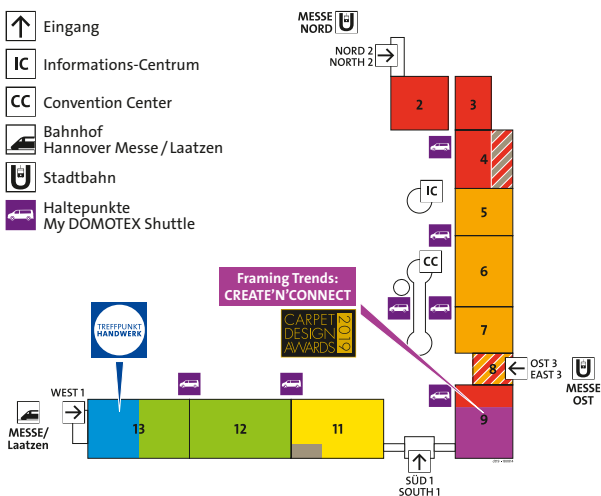 Eingang
IC
Informations-Centrum
CC
Convention Center
Bahnhof
Hannover Messe / Laatzen
U
Stadtbahn
Haltepunkte
My DOMOTEX Shuttle
MESSE
NORD
U
NORD 2
NORTH 2
2
3
4
IC
5
CC
6
Framing Trends:
CREATE'N'CONNECT
7
TREFFPUNKT
HANDWERK
CARPET
DESIGN
AWARDS
2019
8
OST 3
EAST 3
U
MESSE
OST
WEST 1
MESSE/
Laatzen
13
12
11
9
SÜD 1
SOUTH 1